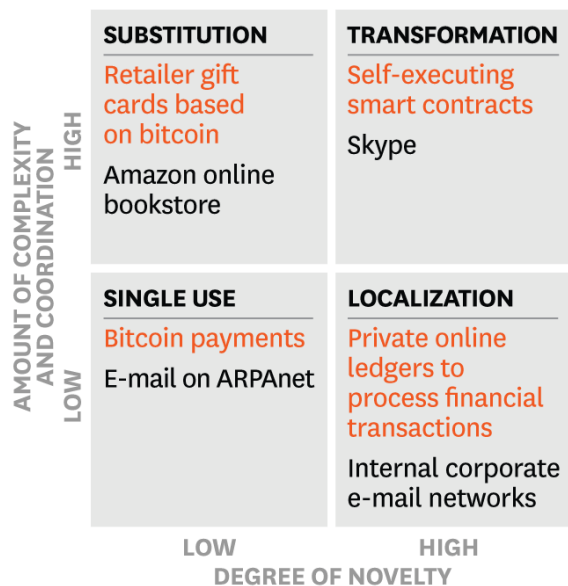 SUBSTITUTION
Retailer gift
cards based
on bitcoin
Amazon online
bookstore
TRANSFORMATION
Self-executing
smart contracts
Skype
SINGLE USE
Bitcoin payments
E-mail on ARPAnet
LOCALIZATION
Private online
ledgers to
process financial
transactions
Internal corporate
e-mail networks
AMOUNT OF COMPLEXITY
AND COORDINATION
HIGH
LOW
LOW
HIGH
DEGREE OF NOVELTY